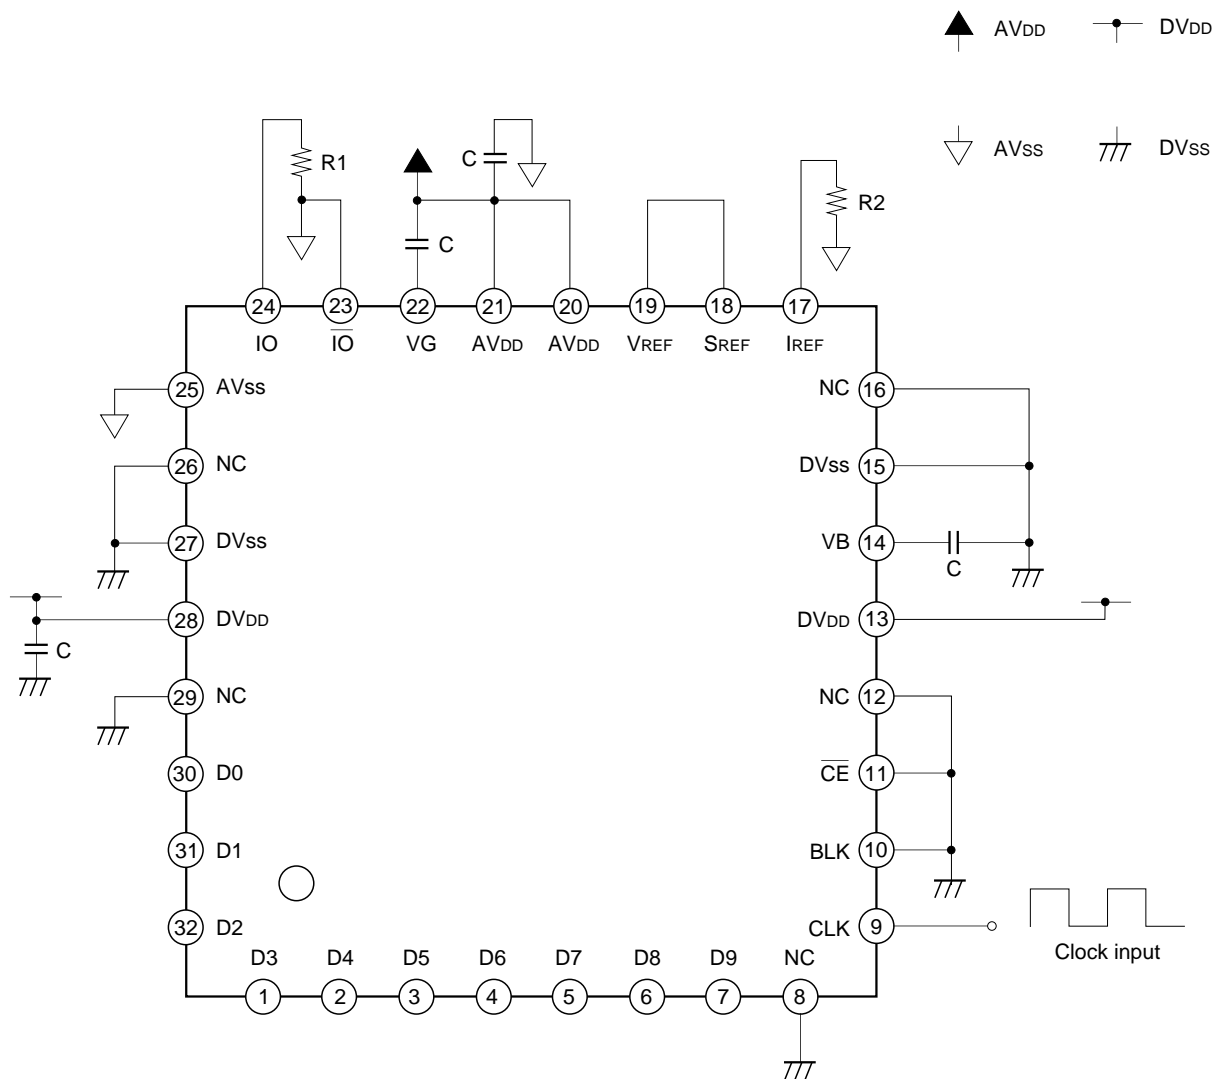 AVDD
DVDD
AVss
DVss
R1
C
C
R2
24
23
22
21
20
19
18
17
IO
IO
VG
AVDD
AVDD
VREF
SREF
IREF
25
AVss
NC
16
26
NC
DVss
15
27
DVss
VB
14
C
28
DVDD
DVDD
13
C
29
NC
NC
12
30
D0
CE
11
31
D1
BLK
10
32
D2
CLK
9
Clock input
D3
D4
D5
D6
D7
D8
D9
NC
1
2
3
4
5
6
7
8